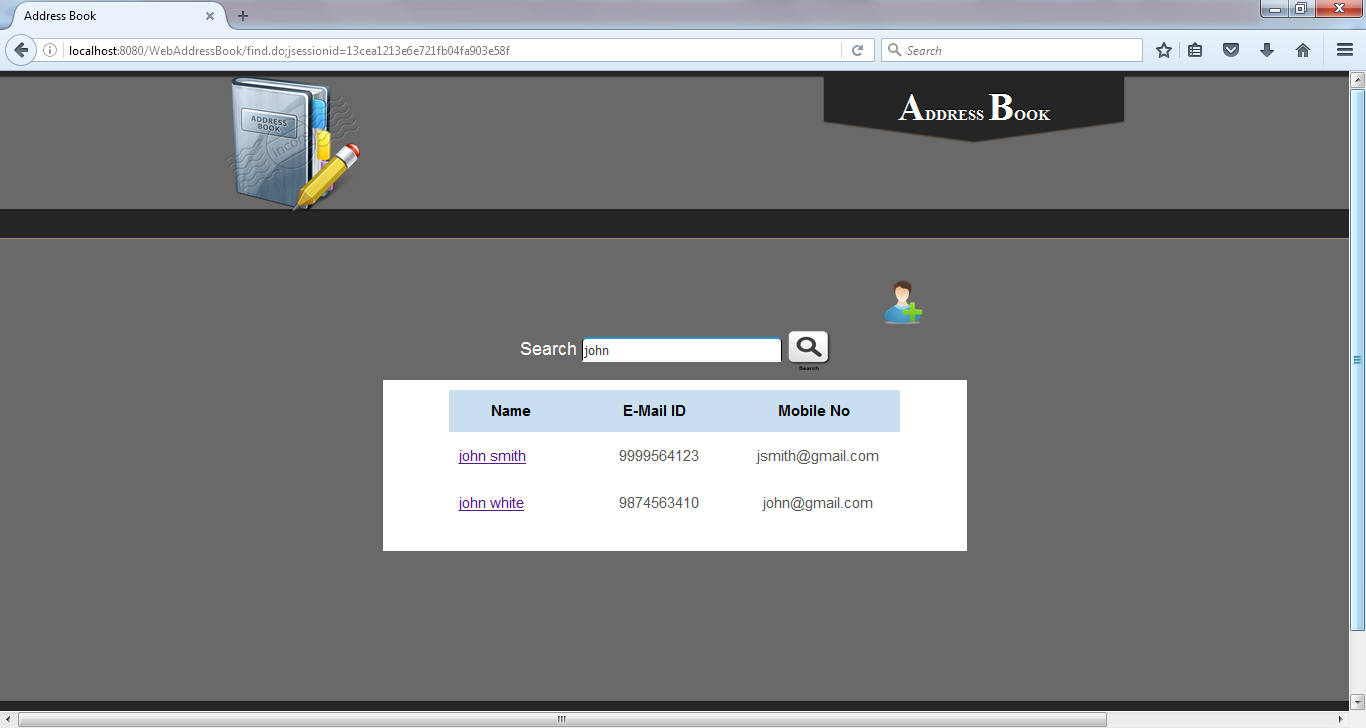 Address Book
localhost:8080/WebAddressBook/find.do;jsessionid=13cea1213e6e721fb04fa903e58f
Search
ADDRESS BOOK
ADDRESS
BOOK
Search john
Search
Name E-Mail ID Mobile No
john smith 9999564123 jsmith@gmail.com
john white 9874563410 john@gmail.com